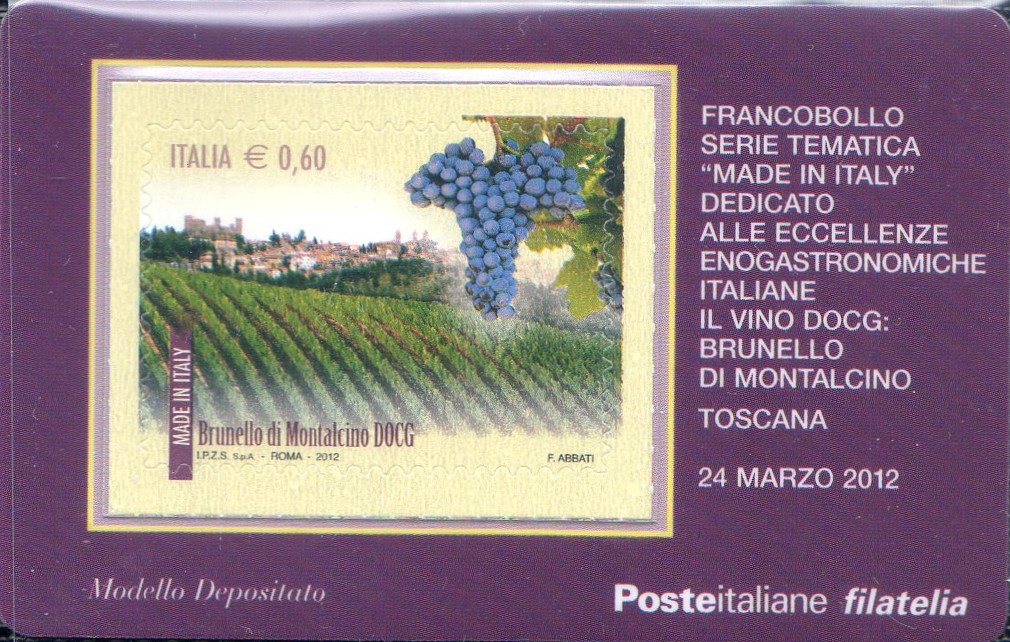 ITALIA € 0,60
MADE IN ITALY
Brunello di Montalcino DOCG
I.P.Z.S. S.p.A. - ROMA - 2012
F. ABBATI
FRANCOBOLLO
SERIE TEMATICA
"MADE IN ITALY"
DEDICATO
ALLE ECCELLENZE
ENOGASTRONOMICHE
ITALIANE
IL VINO DOCG:
BRUNELLO
DI MONTALCINO
TOSCANA
24 MARZO 2012
Modello Depositato
Posteitaliane filatelia